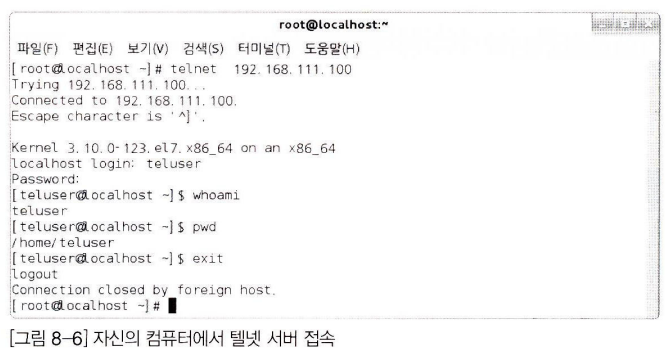 root@localhost:~
파일(F) 편집(E) 보기(V) 검색(S) 터미널(T) 도움말(H)
[root@localhost ~]# telnet 192.168.111.100
Trying 192.168.111.100...
Connected to 192.168.111.100.
Escape character is '^]'.
Kernel 3.10.0-123.el7.x86_64 on an x86_64
localhost login: teluser
Password:
[teluser@localhost ~]$ whoami
teluser
[teluser@localhost ~]$ pwd
/home/teluser
[teluser@localhost ~]$ exit
logout
Connection closed by foreign host.
[root@localhost ~]#
[그림 8-6] 자신의 컴퓨터에서 텔넷 서버 접속